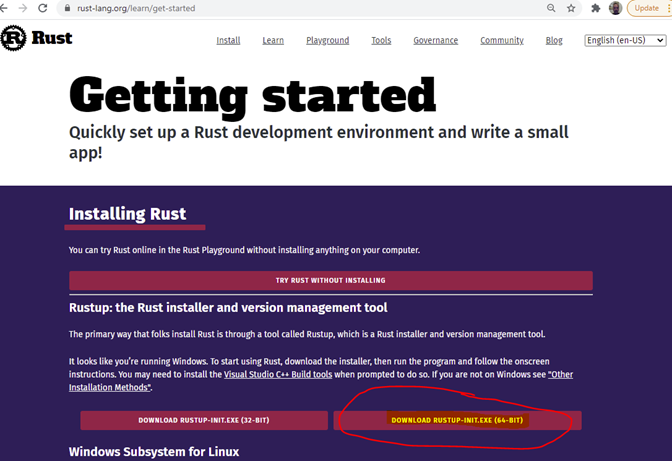 rust-lang.org/learn/get-started
Update
Rust
Install Learn Playground Tools Governance Community Blog English (en-US)
Getting started
Quickly set up a Rust development environment and write a small
app!
Installing Rust
You can try Rust online in the Rust Playground without installing anything on your computer.
TRY RUST WITHOUT INSTALLING
Rustup: the Rust installer and version management tool
The primary way that folks install Rust is through a tool called Rustup, which is a Rust installer and version management tool.
It looks like you're running Windows. To start using Rust, download the installer, then run the program and follow the onscreen
instructions. You may need to install the Visual Studio C++ Build tools when prompted to do so. If you are not on Windows see "Other
Installation Methods".
DOWNLOAD RUSTUP-INIT.EXE (32-BIT) DOWNLOAD RUSTUP-INIT.EXE (64-BIT)
Windows Subsystem for Linux